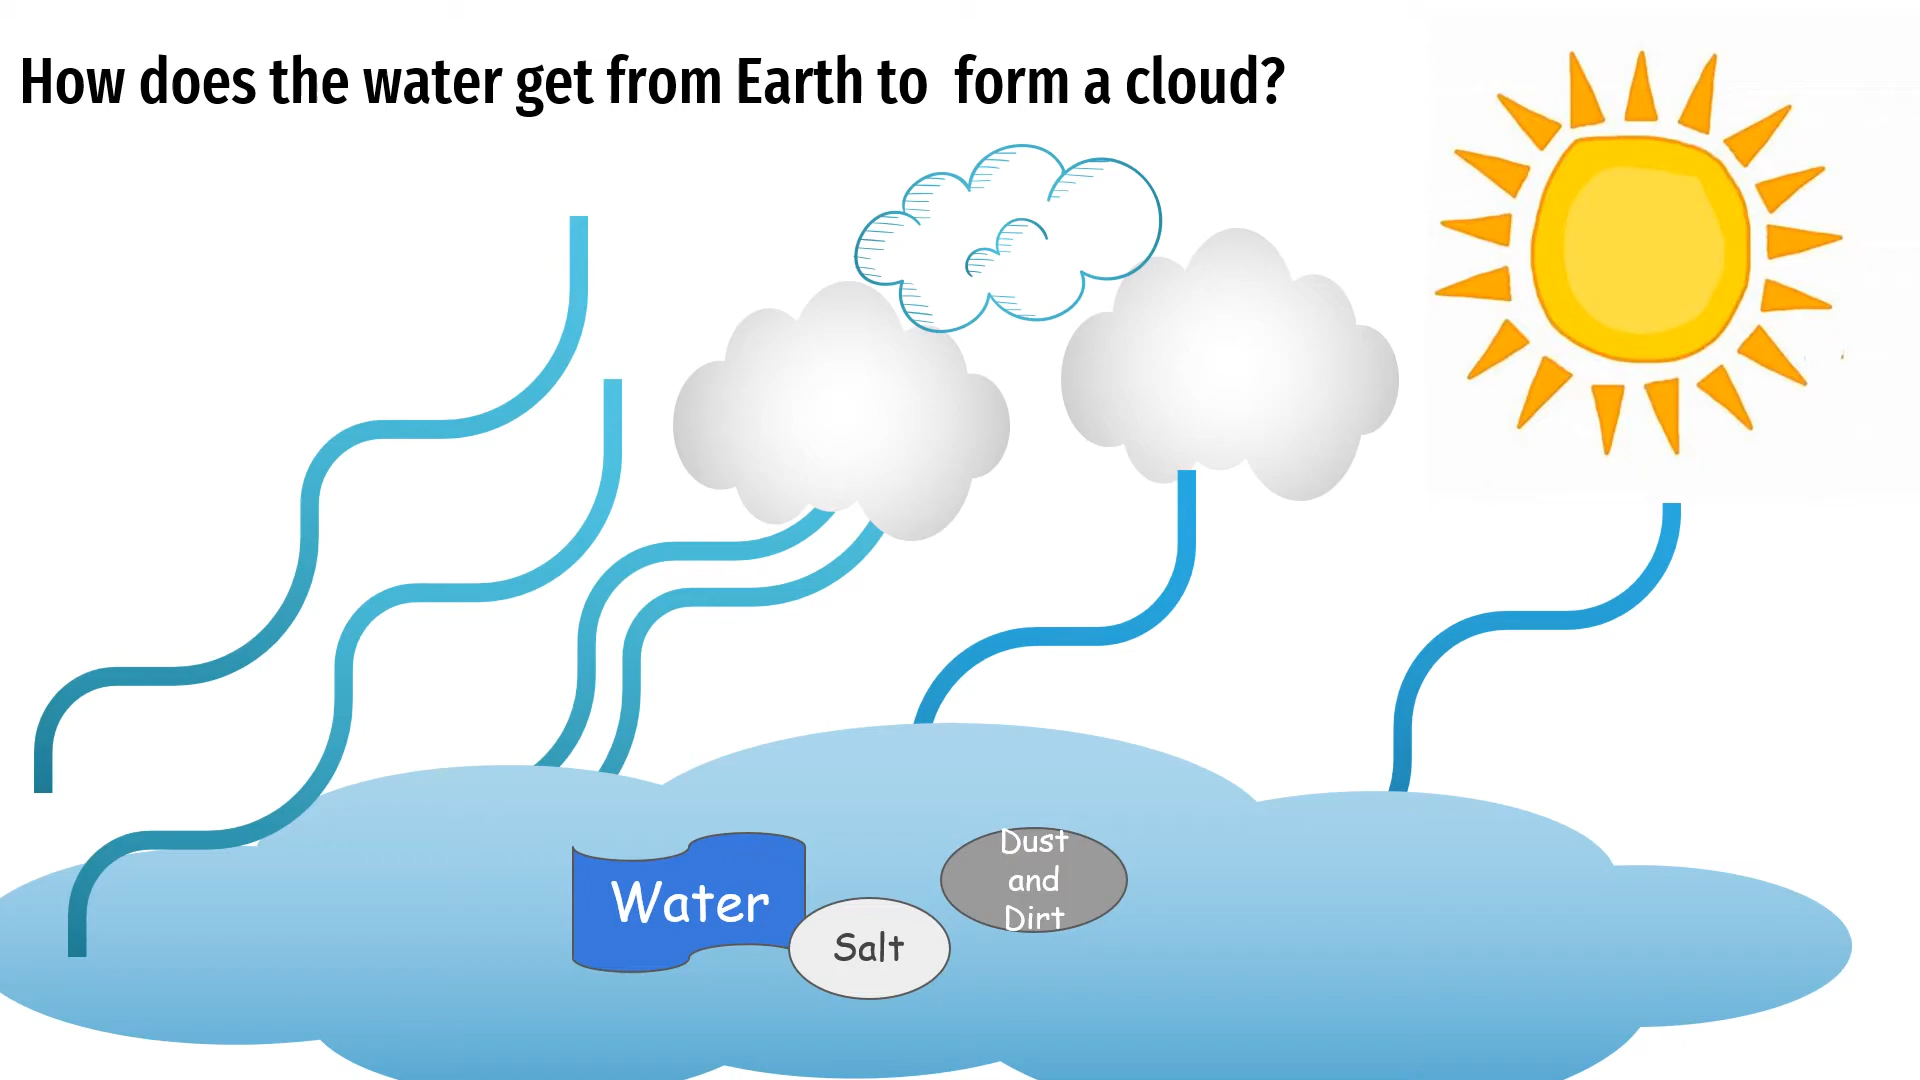 How does the water get from Earth to  form a cloud?
Water
Salt
Dust
and
Dirt